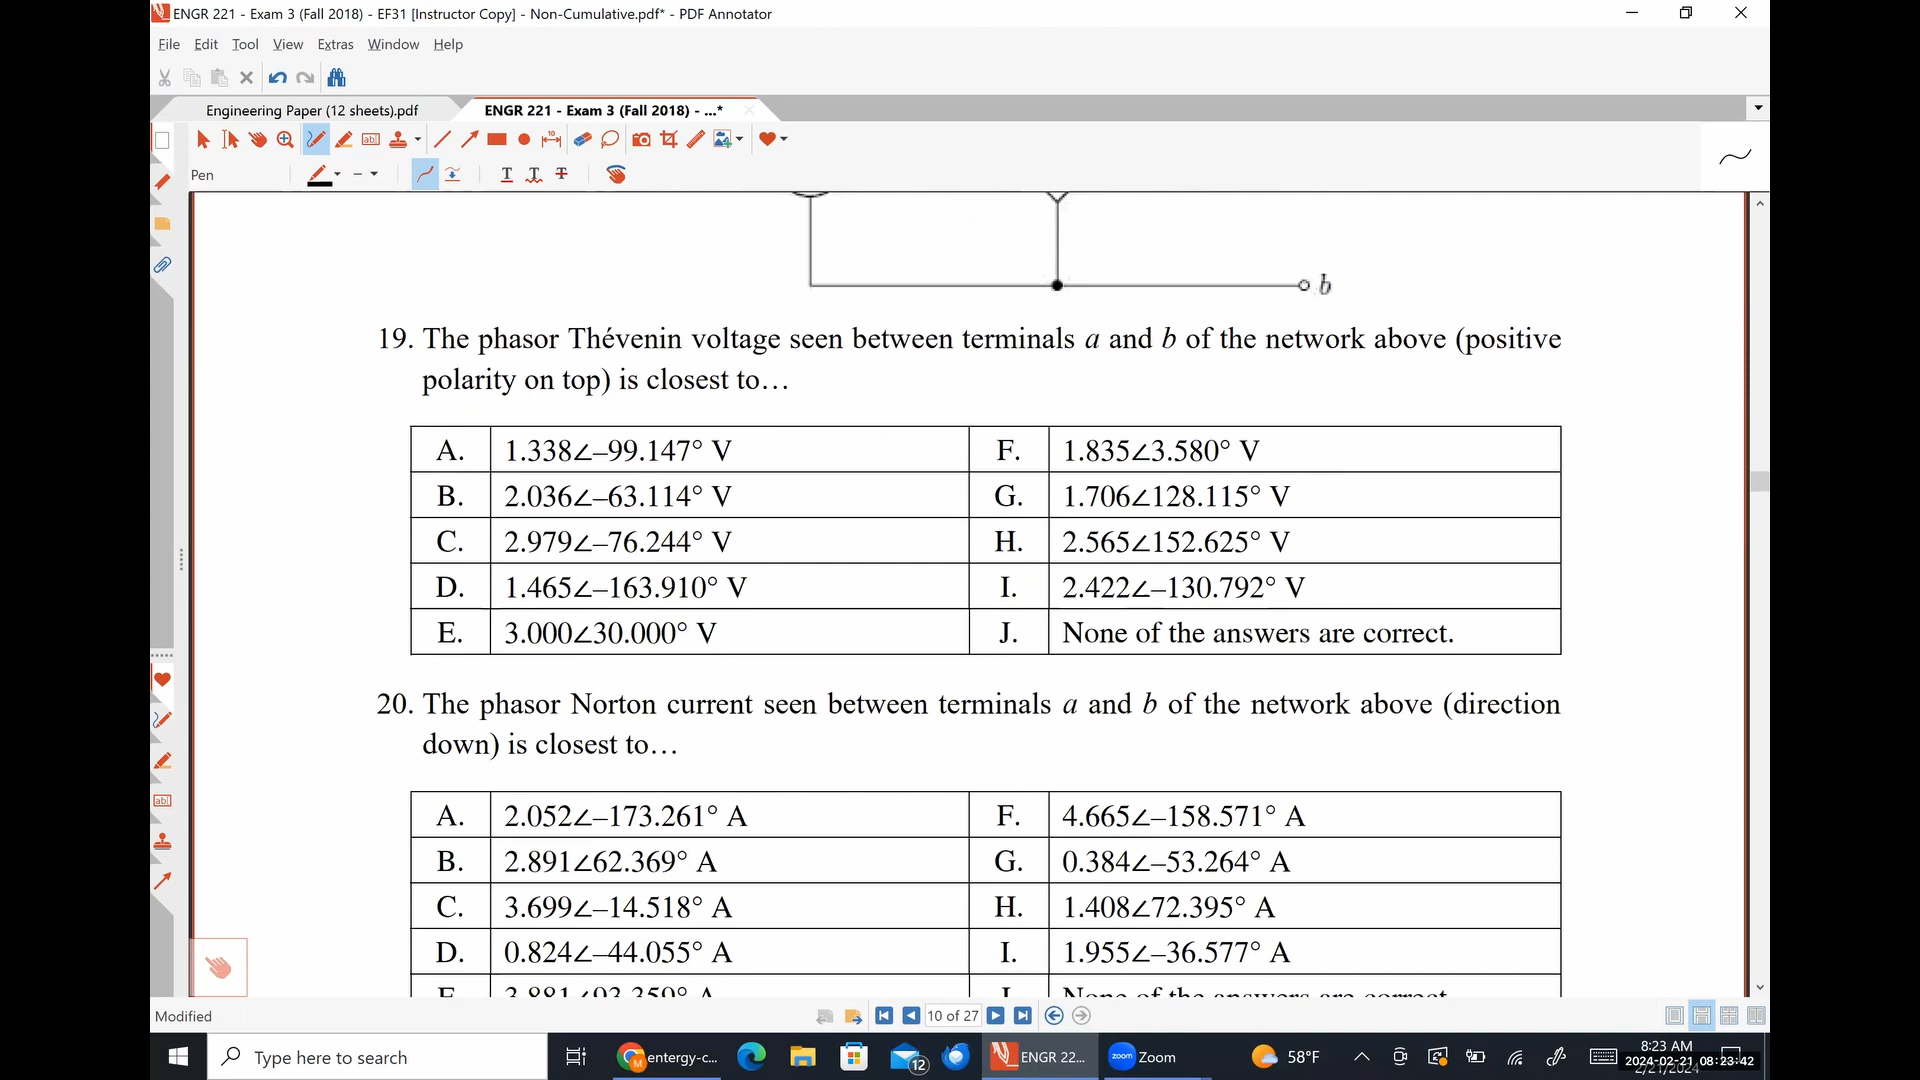 ENGR 221 - Exam 3 (Fall 2018) - EF31 [Instructor Copy] - Non-Cumulative.pdf* - PDF Annotator
File Edit Tool View Extras Window Help
Engineering Paper (12 sheets).pdf
ENGR 221 - Exam 3 (Fall 2018) - ...*
Pen
b
19. The phasor Thévenin voltage seen between terminals a and b of the network above (positive
polarity on top) is closest to…
A. 1.338∠–99.147° V F. 1.835∠3.580° V
B. 2.036∠–63.114° V G. 1.706∠128.115° V
C. 2.979∠–76.244° V H. 2.565∠152.625° V
D. 1.465∠–163.910° V I. 2.422∠–130.792° V
E. 3.000∠30.000° V J. None of the answers are correct.
20. The phasor Norton current seen between terminals a and b of the network above (direction
down) is closest to…
A. 2.052∠–173.261° A F. 4.665∠–158.571° A
B. 2.891∠62.369° A G. 0.384∠–53.264° A
C. 3.699∠–14.518° A H. 1.408∠72.395° A
D. 0.824∠–44.055° A I. 1.955∠–36.577° A
None of the answers are correct.
Modified
10 of 27
Type here to search
entergy-c...
12
ENGR 22...
zoom
Zoom
58°F
8:23 AM
2024-02-21, 08:23:42